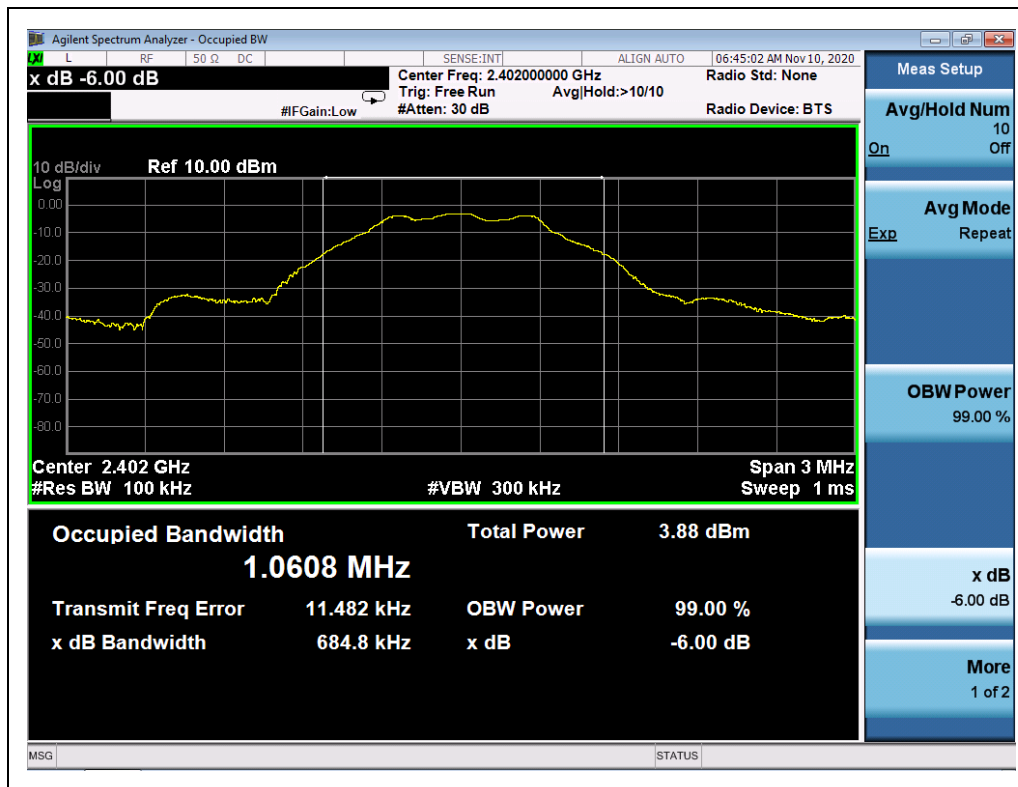 Agilent Spectrum Analyzer - Occupied BW
LXI L RF 50 Ω DC SENSE:INT ALIGN AUTO 06:45:02 AM Nov 10, 2020
x dB -6.00 dB
Center Freq: 2.402000000 GHz Radio Std: None
Trig: Free Run Avg|Hold:>10/10
#IFGain:Low #Atten: 30 dB Radio Device: BTS
10 dB/div Ref 10.00 dBm
Log
0.00
-10.0
-20.0
-30.0
-40.0
-50.0
-60.0
-70.0
-80.0
Center 2.402 GHz Span 3 MHz
#Res BW 100 kHz #VBW 300 kHz Sweep 1 ms
Occupied Bandwidth Total Power 3.88 dBm
1.0608 MHz
Transmit Freq Error 11.482 kHz OBW Power 99.00 %
x dB Bandwidth 684.8 kHz x dB -6.00 dB
MSG STATUS
Meas Setup
Avg/Hold Num
10
On Off
Avg Mode
Exp Repeat
OBW Power
99.00 %
x dB
-6.00 dB
More
1 of 2